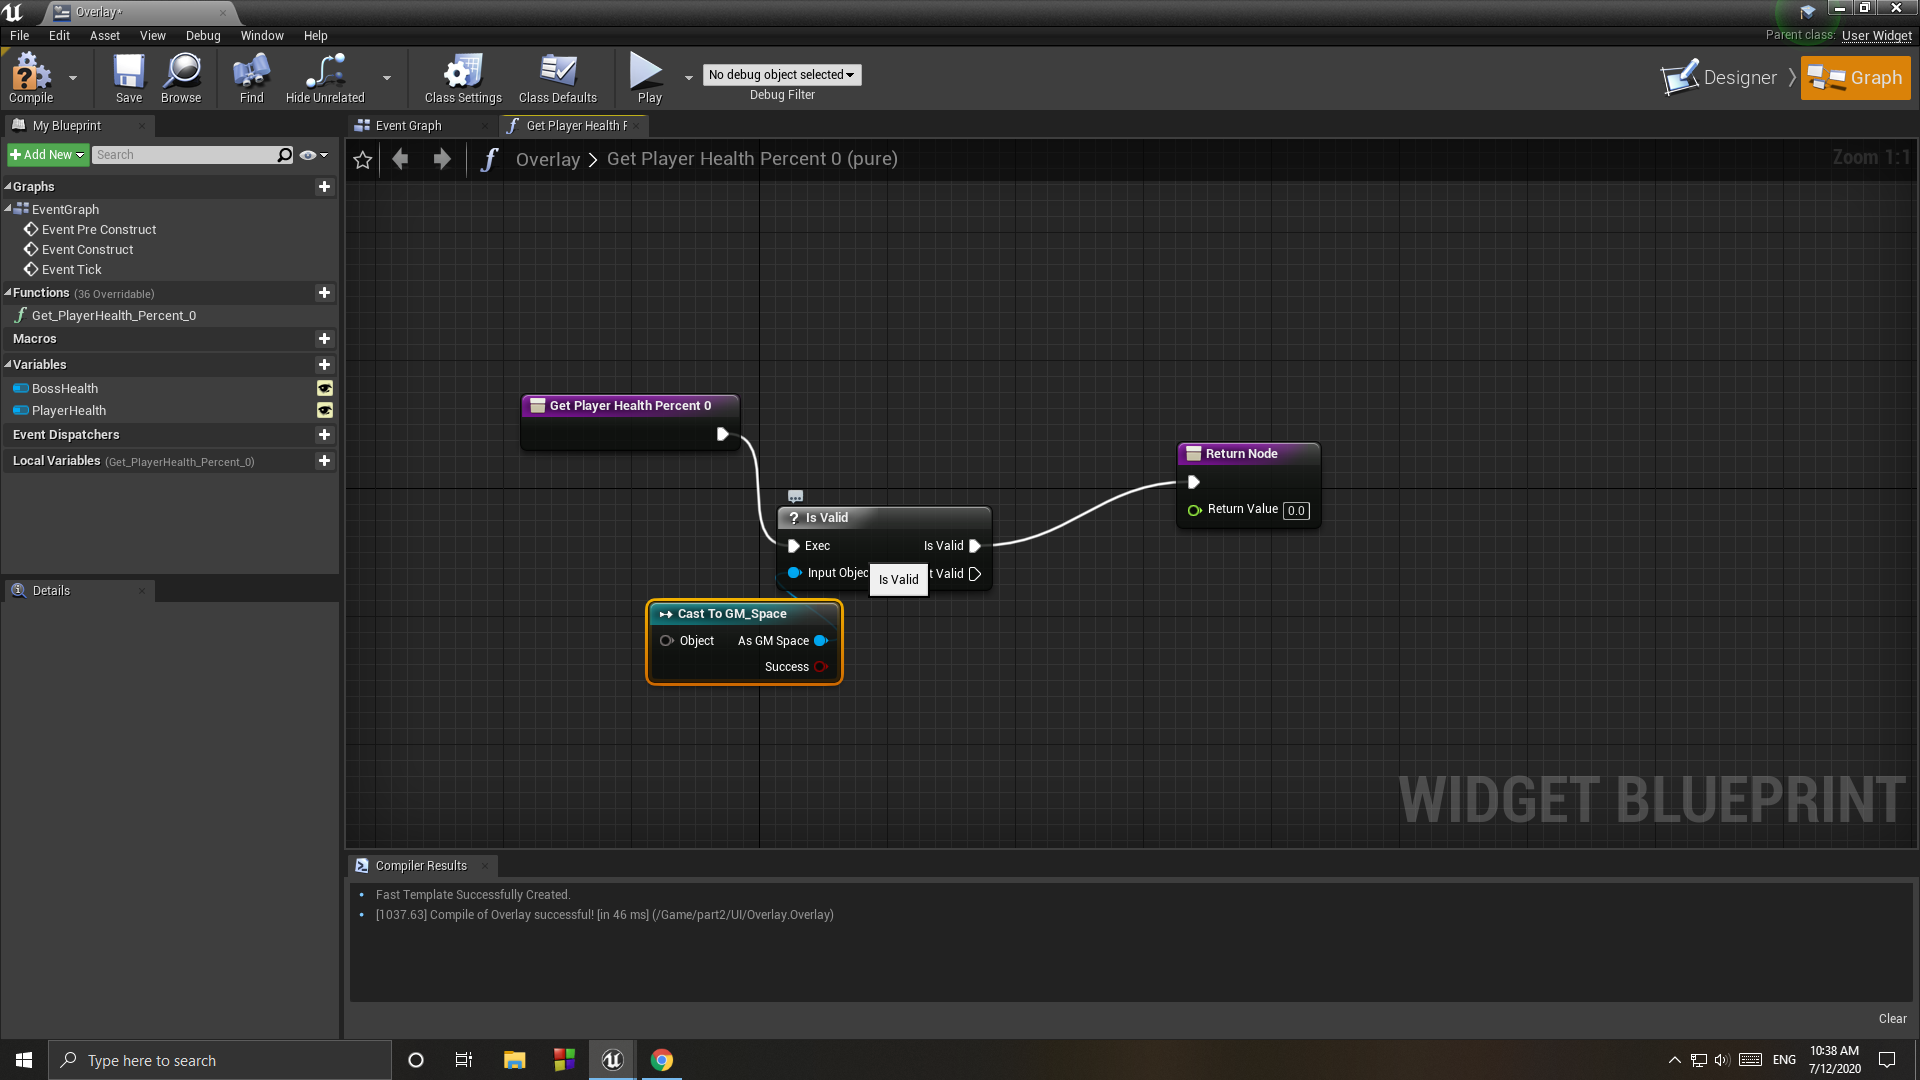 Overlay*
File Edit Asset View Debug Window Help
Parent class: User Widget
Compile Save Browse Find Hide Unrelated Class Settings Class Defaults Play
No debug object selected
Debug Filter
Designer Graph
My Blueprint
Event Graph
Get Player Health F
Add New
Search
Overlay > Get Player Health Percent 0 (pure)
Zoom 1:1
Graphs
EventGraph
Event Pre Construct
Event Construct
Event Tick
Functions (36 Overridable)
Get_PlayerHealth_Percent_0
Macros
Variables
BossHealth
PlayerHealth
Event Dispatchers
Local Variables (Get_PlayerHealth_Percent_0)
Details
Get Player Health Percent 0
Is Valid
Exec Is Valid
Input Objec t Valid
Is Valid
Cast To GM_Space
Object As GM Space
Success
Return Node
Return Value 0.0
WIDGET BLUEPRINT
Compiler Results
Fast Template Successfully Created.
[1037.63] Compile of Overlay successful! [in 46 ms] (/Game/part2/UI/Overlay.Overlay)
Clear
Type here to search
ENG
10:38 AM
7/12/2020